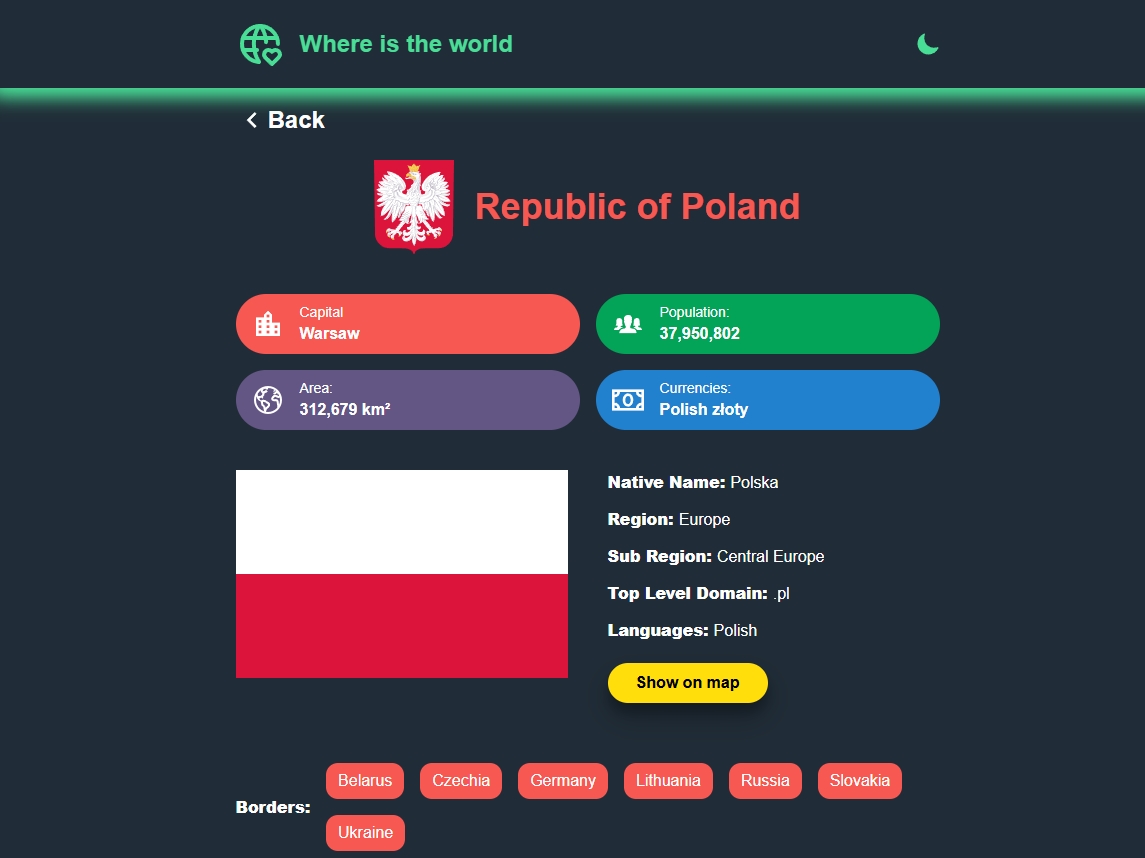 Where is the world
Back
Republic of Poland
Capital
Warsaw
Population:
37,950,802
Area:
312,679 km²
Currencies:
Polish złoty
Native Name: Polska
Region: Europe
Sub Region: Central Europe
Top Level Domain: .pl
Languages: Polish
Show on map
Borders:
Belarus Czechia Germany Lithuania Russia Slovakia
Ukraine